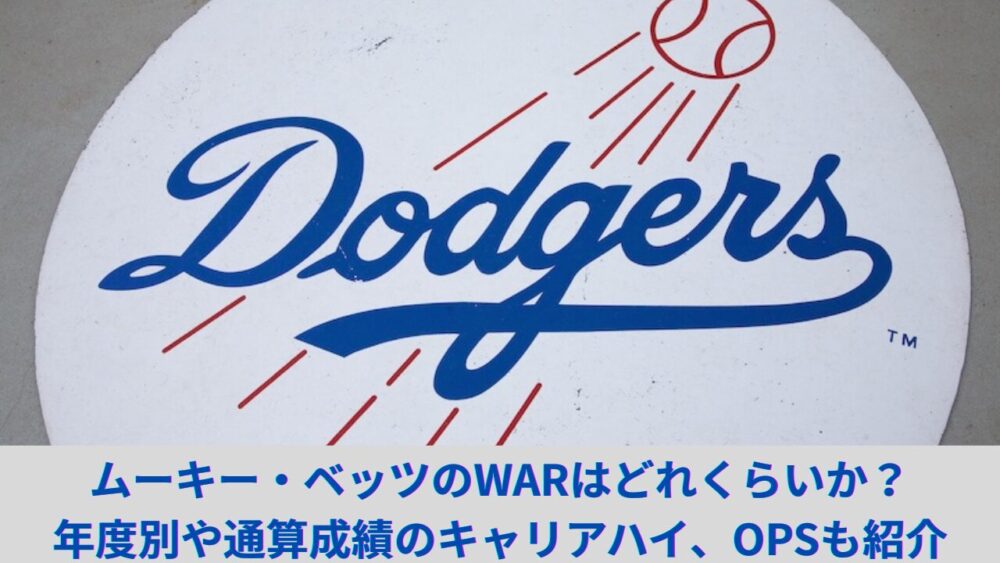 Dodgers
TM
ムーキー・ベッツのWARはどれくらいか？
年度別や通算成績のキャリアハイ、OPSも紹介